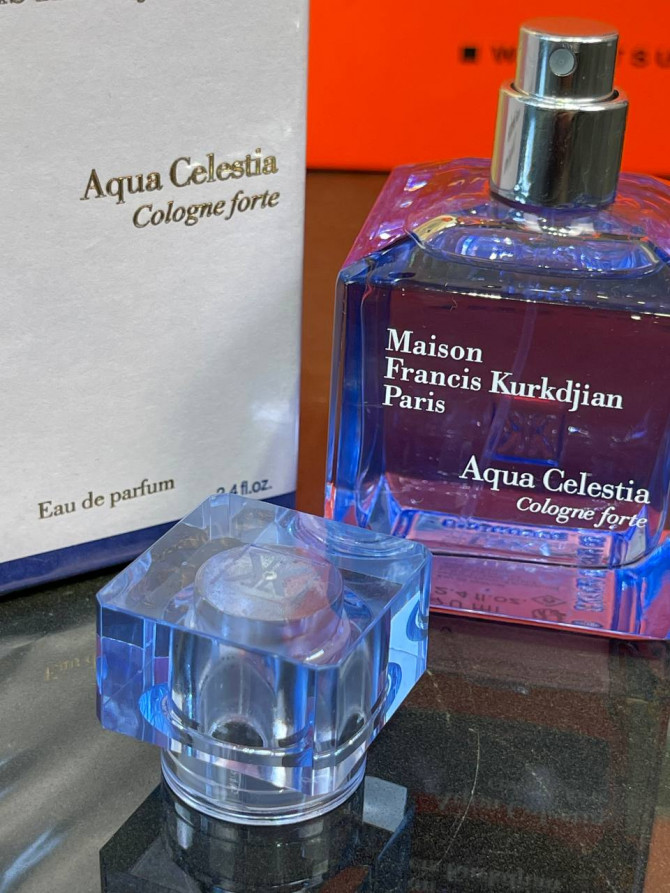 Aqua Celestia
Cologne forte
Eau de parfum
2.4 fl.oz.
Maison
Francis Kurkdjian
Paris
Aqua Celestia
Cologne forte